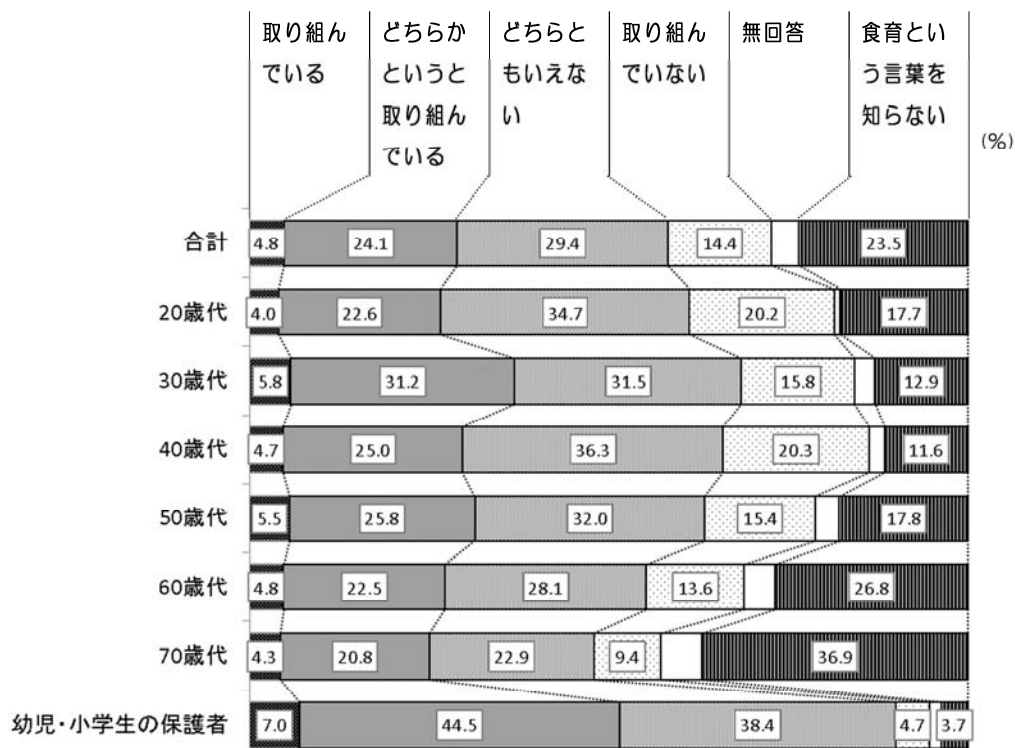 取り組ん
でいる
どちらか
というと
取り組ん
でいる
どちらと
もいえな
い
取り組ん
でいない
無回答
食育とい
う言葉を
知らない
(%)
合計 4.8 24.1 29.4 14.4 23.5
20歳代 4.0 22.6 34.7 20.2 17.7
30歳代 5.8 31.2 31.5 15.8 12.9
40歳代 4.7 25.0 36.3 20.3 11.6
50歳代 5.5 25.8 32.0 15.4 17.8
60歳代 4.8 22.5 28.1 13.6 26.8
70歳代 4.3 20.8 22.9 9.4 36.9
幼児・小学生の保護者 7.0 44.5 38.4 4.7 3.7